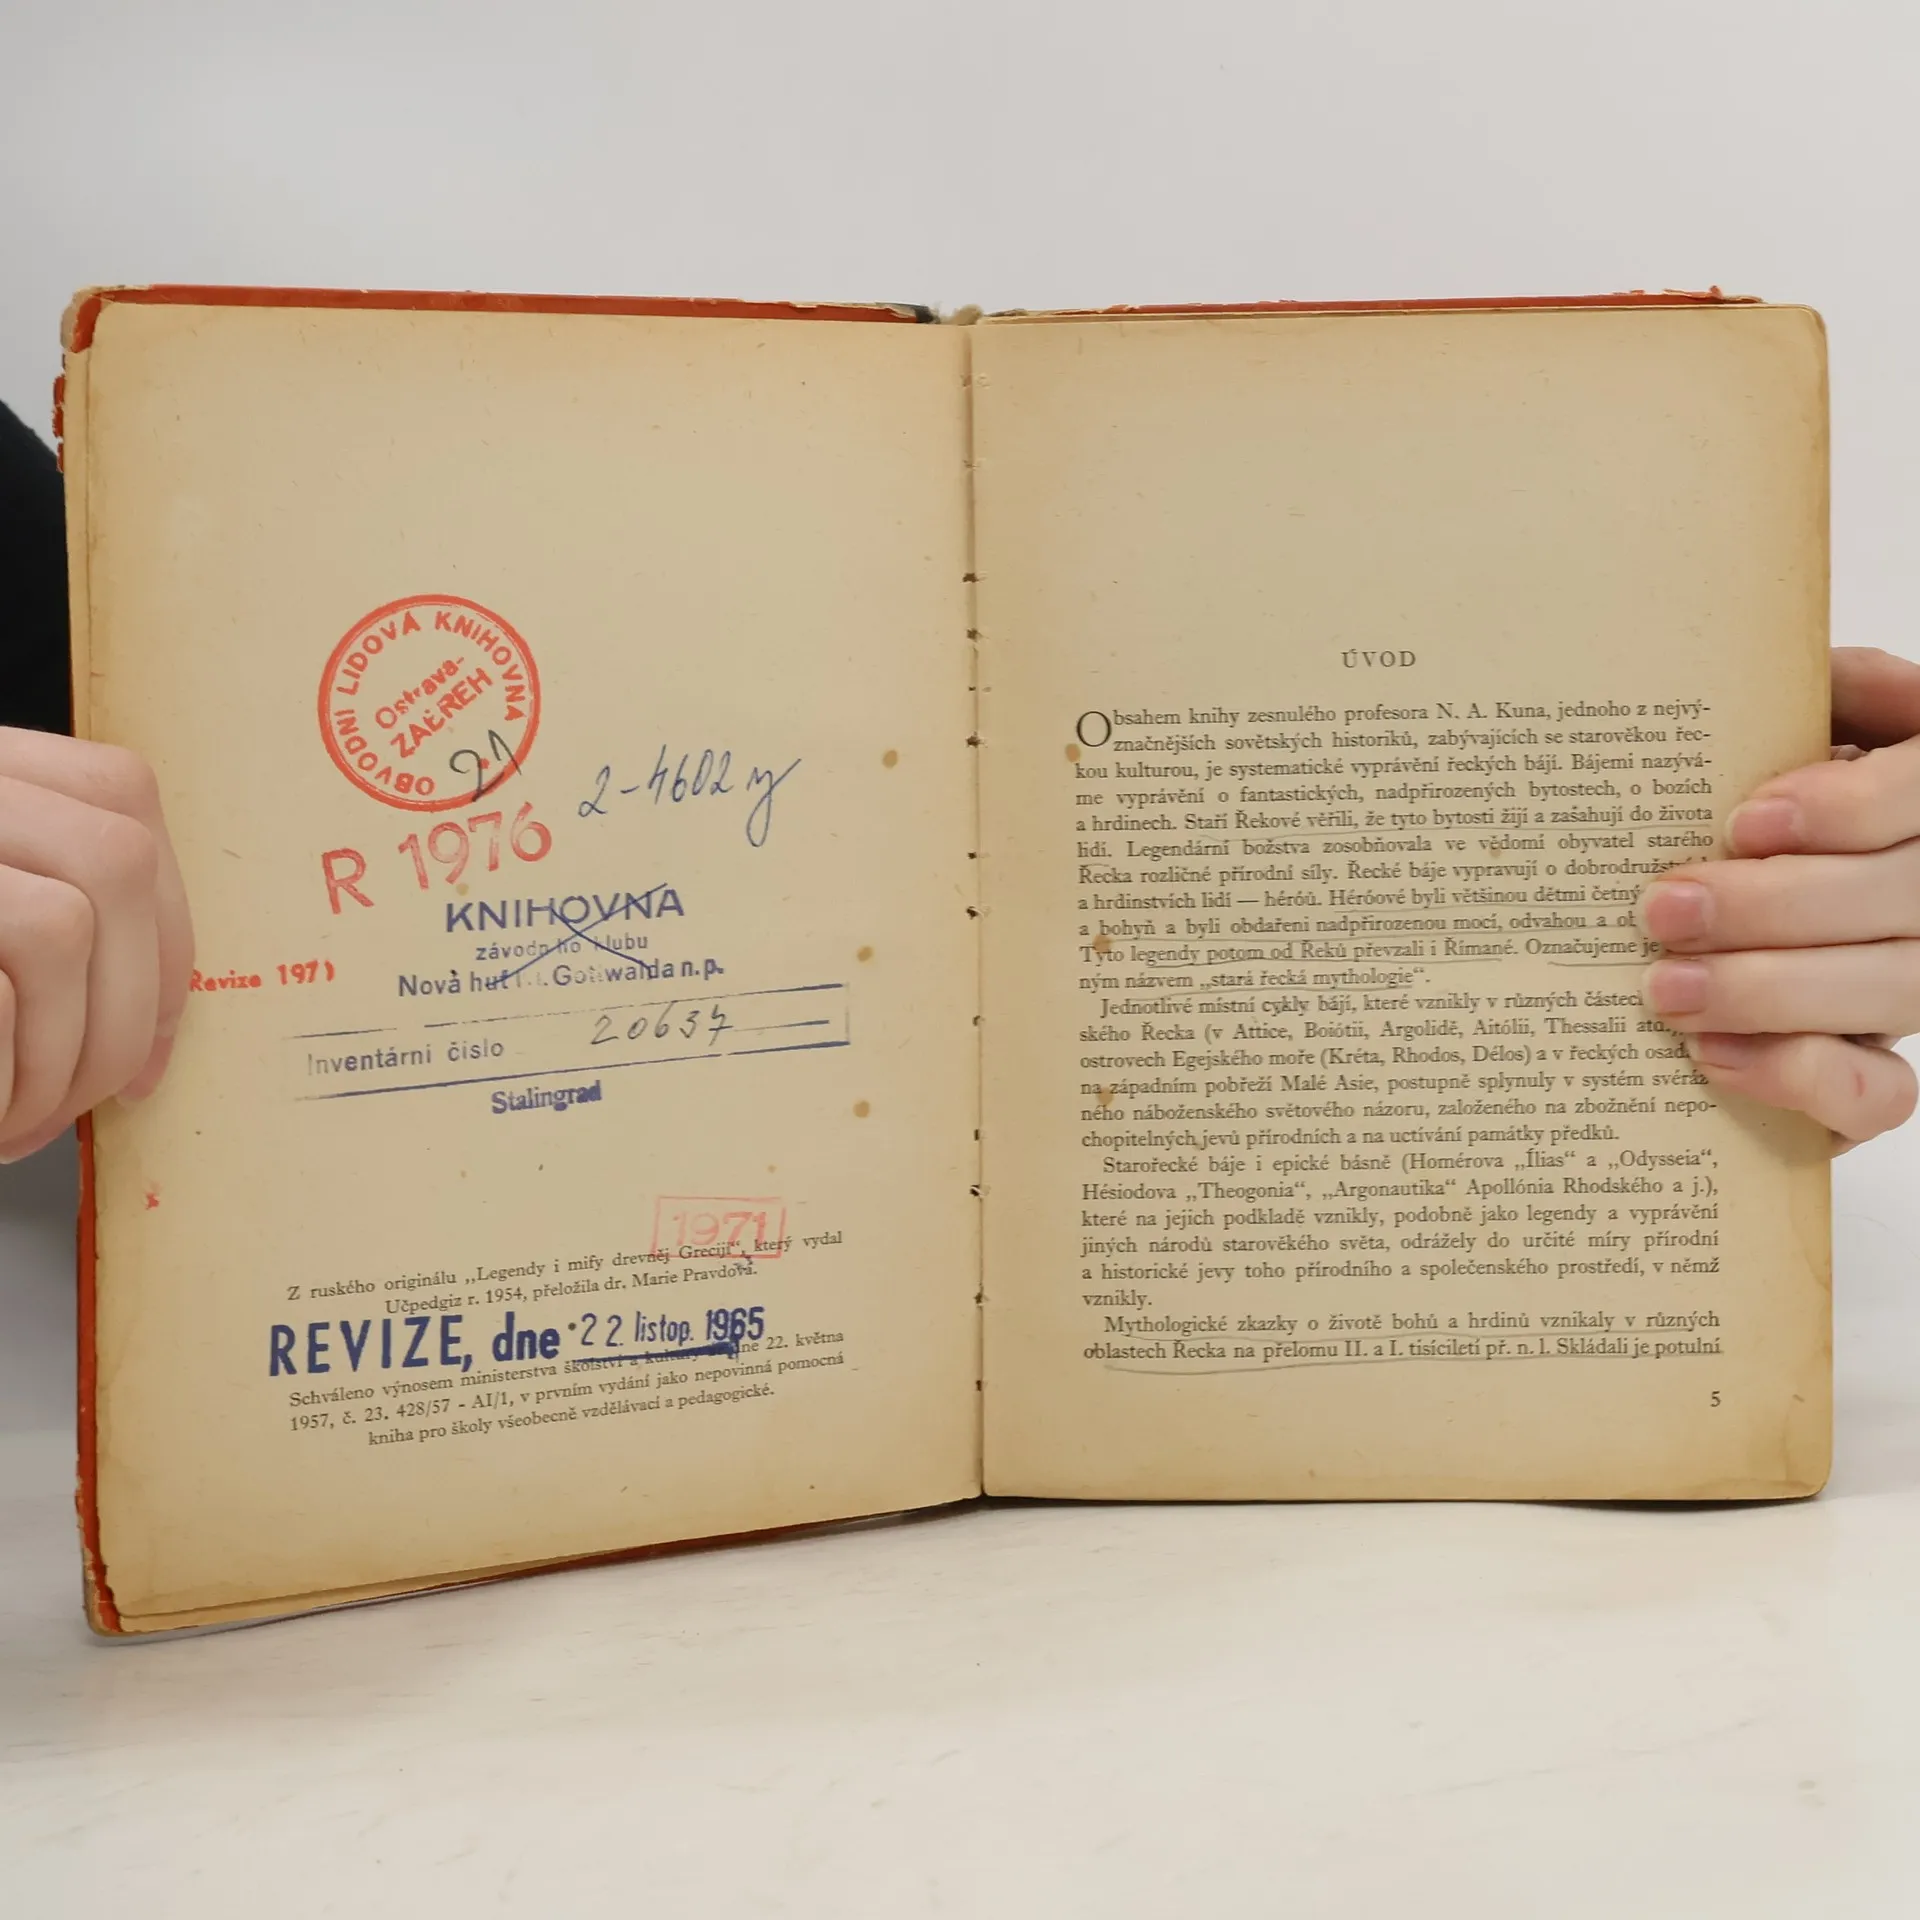 OBVODNÍ LIDOVÁ KNIHOVNA
Ostrava-
ZÁBŘEH
21
2-4602
R 1976
KNIHOVNA
závodního klubu
Nová huť Gottwalda n.p.
Revize 1971
20637
Inventární číslo
Stalingrad
1971
Z ruského originálu „Legendy i mify drevněj Greciji“, který vydal
Učpedgiz r. 1954, přeložila dr. Marie Pravdová.
REVIZE, dne 22. listop. 1965
Schváleno výnosem ministerstva školství a kultury ze dne 22. května
1957, č. 23. 428/57 - AI/1, v prvním vydání jako nepovinná pomocná
kniha pro školy všeobecně vzdělávací a pedagogické.
ÚVOD
Obsahem knihy zesnulého profesora N. A. Kuna, jednoho z nejvý-
značnějších sovětských historiků, zabývajících se starověkou řec-
kou kulturou, je systematické vyprávění řeckých bájí. Bájemi nazývá-
me vyprávění o fantastických, nadpřirozených bytostech, o bozích
a hrdinech. Staří Řekové věřili, že tyto bytosti žijí a zasahují do života
lidí. Legendární božstva zosobňovala ve vědomí obyvatel starého
Řecka rozličné přírodní síly. Řecké báje vypravují o dobrodružstvích
a hrdinstvích lidí — héróů. Héróové byli většinou dětmi četný
a bohyň a byli obdařeni nadpřirozenou mocí, odvahou a ob
Tyto legendy potom od Řeků převzali i Římané. Označujeme je
ným názvem „stará řecká mythologie“.
Jednotlivé místní cykly bájí, které vznikly v různých částech
ského Řecka (v Attice, Boiótii, Argolidě, Aitólii, Thessalii atd.),
ostrovech Egejského moře (Kréta, Rhodos, Délos) a v řeckých osad
na západním pobřeží Malé Asie, postupně splynuly v systém svéráz
ného náboženského světového názoru, založeného na zbožnění nepo-
chopitelných jevů přírodních a na uctívání památky předků.
Starořecké báje i epické básně (Homérova „Ílias“ a „Odysseia“,
Hésiodova „Theogonia“, „Argonautika“ Apollónia Rhodského a j.),
které na jejich podkladě vznikly, podobně jako legendy a vyprávění
jiných národů starověkého světa, odrážely do určité míry přírodní
a historické jevy toho přírodního a společenského prostředí, v němž
vznikly.
Mythologické zkazky o životě bohů a hrdinů vznikaly v různých
oblastech Řecka na přelomu II. a I. tisíciletí př. n. l. Skládali je potulní
5